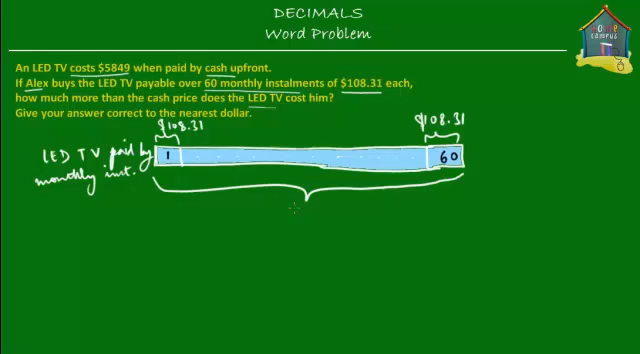 DECIMALS
Word Problem
home
campus
An LED TV costs $5849 when paid by cash upfront.
If Alex buys the LED TV payable over 60 monthly instalments of $108.31 each,
how much more than the cash price does the LED TV cost him?
Give your answer correct to the nearest dollar.
$108.31 $108.31
LED TV paid by 1 60
monthly inst.